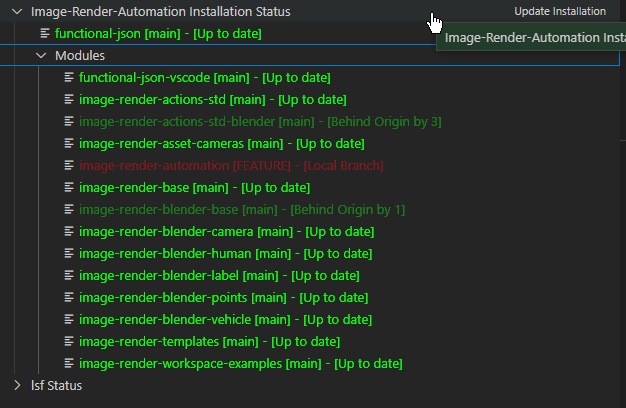 Image-Render-Automation Installation Status
Update Installation
functional-json [main] - [Up to date]
Image-Render-Automation Insta
Modules
functional-json-vscode [main] - [Up to date]
image-render-actions-std [main] - [Up to date]
image-render-actions-std-blender [main] - [Behind Origin by 3]
image-render-asset-cameras [main] - [Up to date]
image-render-automation [FEATURE] - [Local Branch]
image-render-base [main] - [Up to date]
image-render-blender-base [main] - [Behind Origin by 1]
image-render-blender-camera [main] - [Up to date]
image-render-blender-human [main] - [Up to date]
image-render-blender-label [main] - [Up to date]
image-render-blender-points [main] - [Up to date]
image-render-blender-vehicle [main] - [Up to date]
image-render-templates [main] - [Up to date]
image-render-workspace-examples [main] - [Up to date]
lsf Status